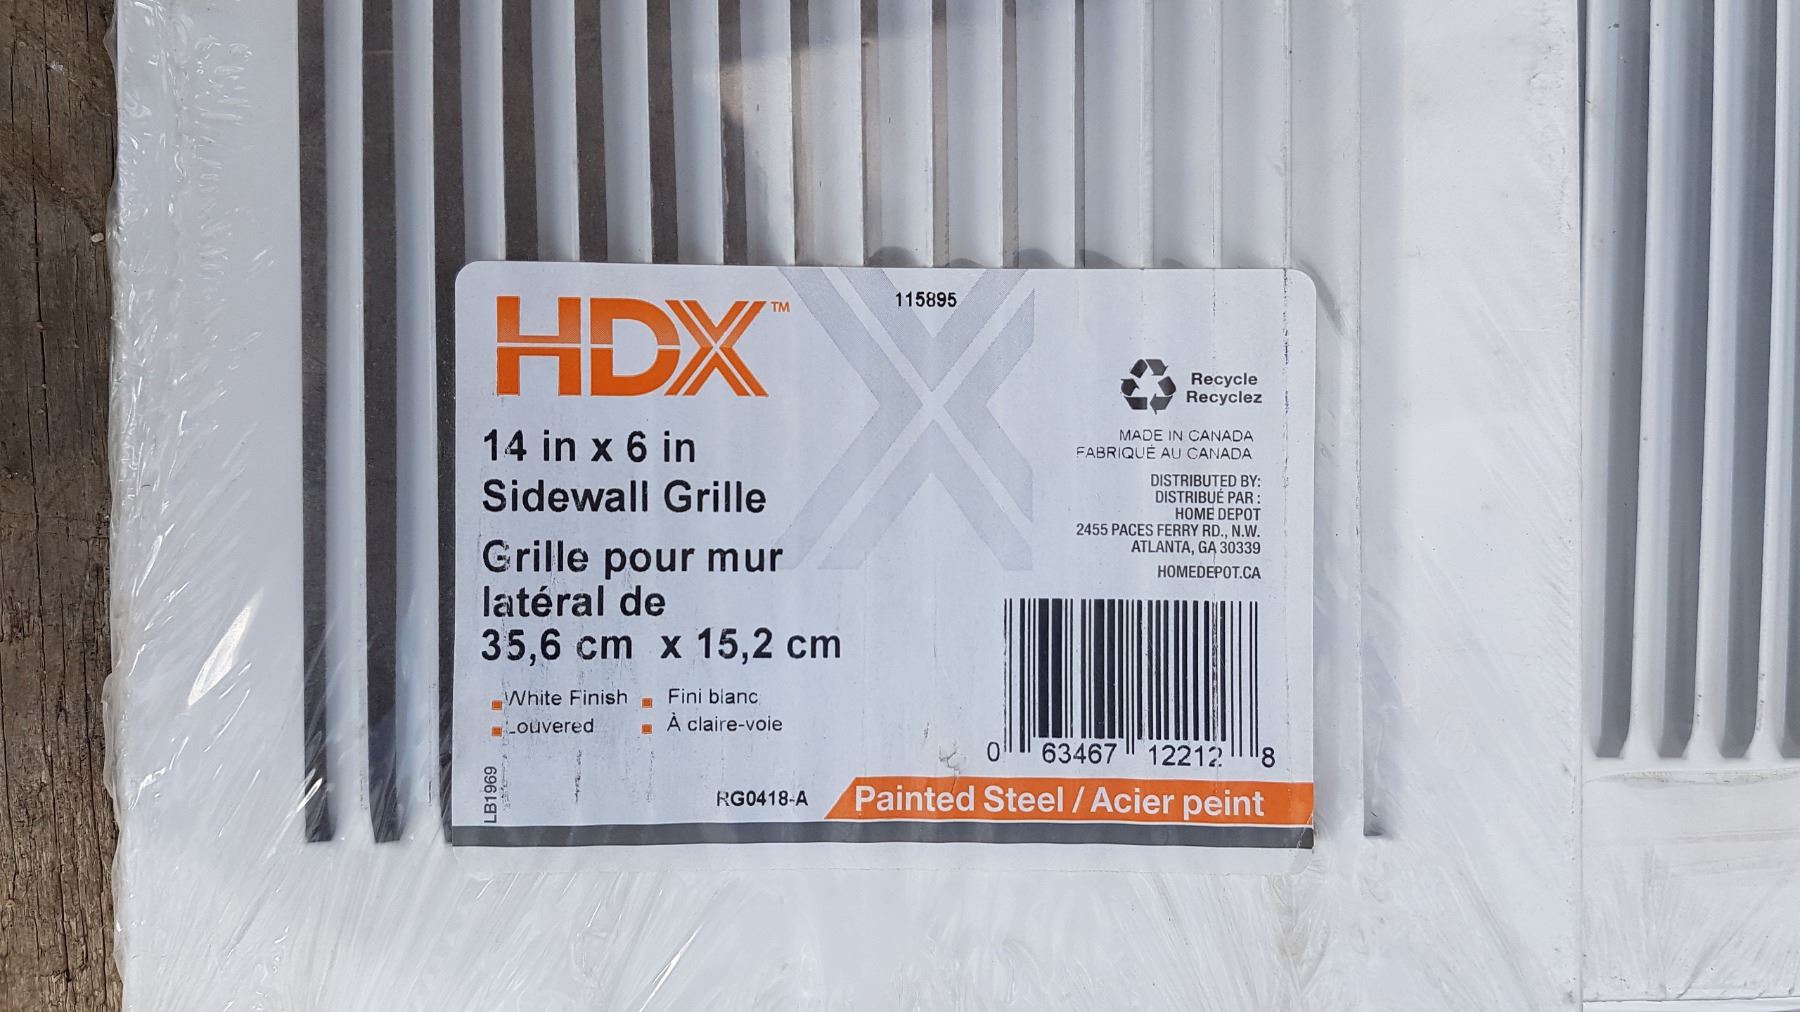 HDX™
115895
Recycle
Recyclez
14 in x 6 in
Sidewall Grille
Grille pour mur
latéral de
35,6 cm x 15,2 cm
White Finish
Louvered
Fini blanc
À claire-voie
MADE IN CANADA
FABRIQUÉ AU CANADA
DISTRIBUTED BY:
DISTRIBUÉ PAR :
HOME DEPOT
2455 PACES FERRY RD., N.W.
ATLANTA, GA 30339
HOMEDEPOT.CA
0 63467 12212 8
LB1969
RG0418-A
Painted Steel / Acier peint